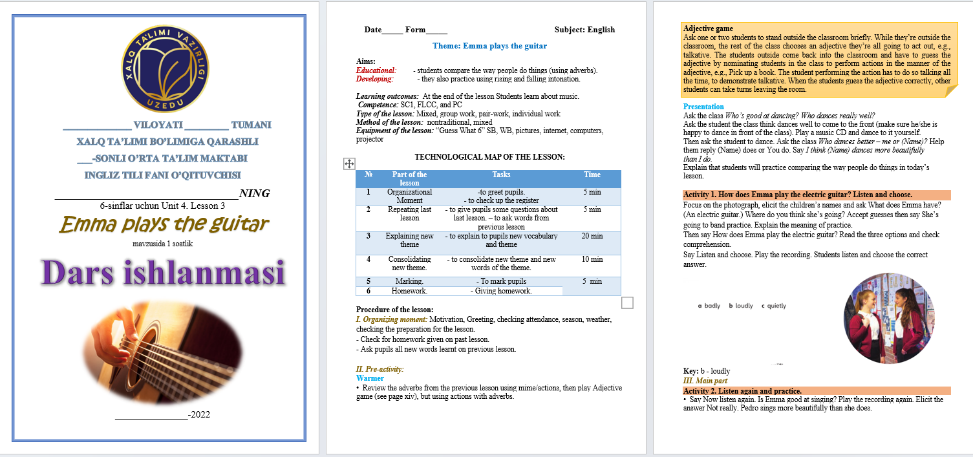 XALQ TA'LIMI VAZIRLIGI
UZEDU
____________ VILOYATI ________ TUMANI
XALQ TA'LIMI BO'LIMIGA QARASHLI
___-SONLI O'RTA TA'LIM MAKTABI
INGLIZ TILI FANI O'QITUVCHISI
______________________________NING
6-sinflar uchun Unit 4. Lesson 3
Emma plays the guitar
mavzusida 1 soatlik
Dars ishlanmasi
_______________-2022
Date_____ Form_____ Subject: English
Theme: Emma plays the guitar
Aims:
Educational: - students compare the way people do things (using adverbs).
Developing: - they also practice using rising and falling intonation.
Learning outcomes: At the end of the lesson Students learn about music.
Competence: SC1, FLCC, and PC
Type of the lesson: Mixed, group work, pair-work, individual work
Method of the lesson: nontraditional, mixed
Equipment of the lesson: "Guess What 6" SB, WB, pictures, internet, computers,
projector
TECHNOLOGICAL MAP OF THE LESSON:
№ Part of the lesson Tasks Time
1 Organizational Moment -to greet pupils. - to check up the register 5 min
2 Repeating last lesson - to give pupils some questions about last lesson. – to ask words from previous lesson 5 min
3 Explaining new theme - to explain to pupils new vocabulary and theme 20 min
4 Consolidating new theme. - to consolidate new theme and new words of the theme. 10 min
5 Marking. - To mark pupils 5 min
6 Homework. - Giving homework.
Procedure of the lesson:
I. Organizing moment: Motivation, Greeting, checking attendance, season, weather,
checking the preparation for the lesson.
- Check for homework given on past lesson.
- Ask pupils all new words learnt on previous lesson.
II. Pre-activity:
Warmer
• Review the adverbs from the previous lesson using mime/actions, then play Adjective
game (see page xiv), but using actions with adverbs.
Adjective game
Ask one or two students to stand outside the classroom briefly. While they're outside the
classroom, the rest of the class chooses an adjective they're all going to act out, e.g.,
talkative. The students outside come back into the classroom and have to guess the
adjective by nominating students in the class to perform actions in the manner of the
adjective, e.g., Pick up a book. The student performing the action has to do so talking all
the time, to demonstrate talkative. When the students guess the adjective correctly, other
students can take turns leaving the room.
Presentation
Ask the class Who's good at dancing? Who dances really well?
Ask the student the class think dances well to come to the front (make sure he/she is
happy to dance in front of the class). Play a music CD and dance to it yourself.
Then ask the student to dance. Ask the class Who dances better – me or (Name)? Help
them reply (Name) does or You do. Say I think (Name) dances more beautifully
than I do.
Explain that students will practice comparing the way people do things in today's
lesson.
Activity 1. How does Emma play the electric guitar? Listen and choose.
Focus on the photograph, elicit the children's names and ask What does Emma have?
(An electric guitar.) Where do you think she's going? Accept guesses then say She's
going to band practice. Explain the meaning of practice.
Then say How does Emma play the electric guitar? Read the three options and check
comprehension.
Say Listen and choose. Play the recording. Students listen and choose the correct
answer.
a badly b loudly c quietly
Key: b - loudly
III. Main part
Activity 2. Listen again and practice.
• Say Now listen again. Is Emma good at singing? Play the recording again. Elicit the
answer Not really. Pedro sings more beautifully than she does.